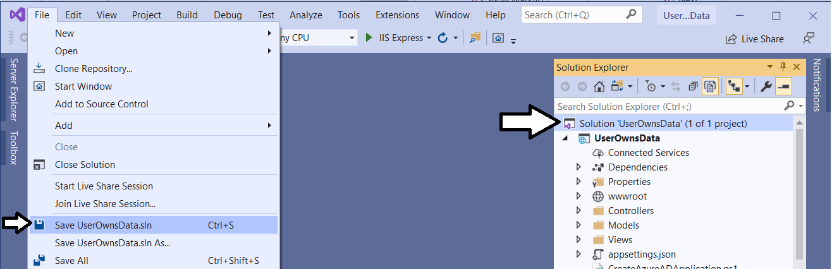 File Edit View Project Build Debug Test Analyze Tools Extensions Window Help Search (Ctrl+Q) User...Data
ny CPU IIS Express Live Share
Server Explorer
Toolbox
New
Open
Clone Repository...
Start Window
Add to Source Control
Add
Close
Close Solution
Start Live Share Session
Join Live Share Session...
Save UserOwnsData.sln Ctrl+S
Save UserOwnsData.sln As...
Save All Ctrl+Shift+S
Solution Explorer
Search Solution Explorer (Ctrl+;)
Solution 'UserOwnsData' (1 of 1 project)
UserOwnsData
Connected Services
Dependencies
Properties
wwwroot
Controllers
Models
Views
appsettings.json
CreateAzureADApplication.ps1
Notifications